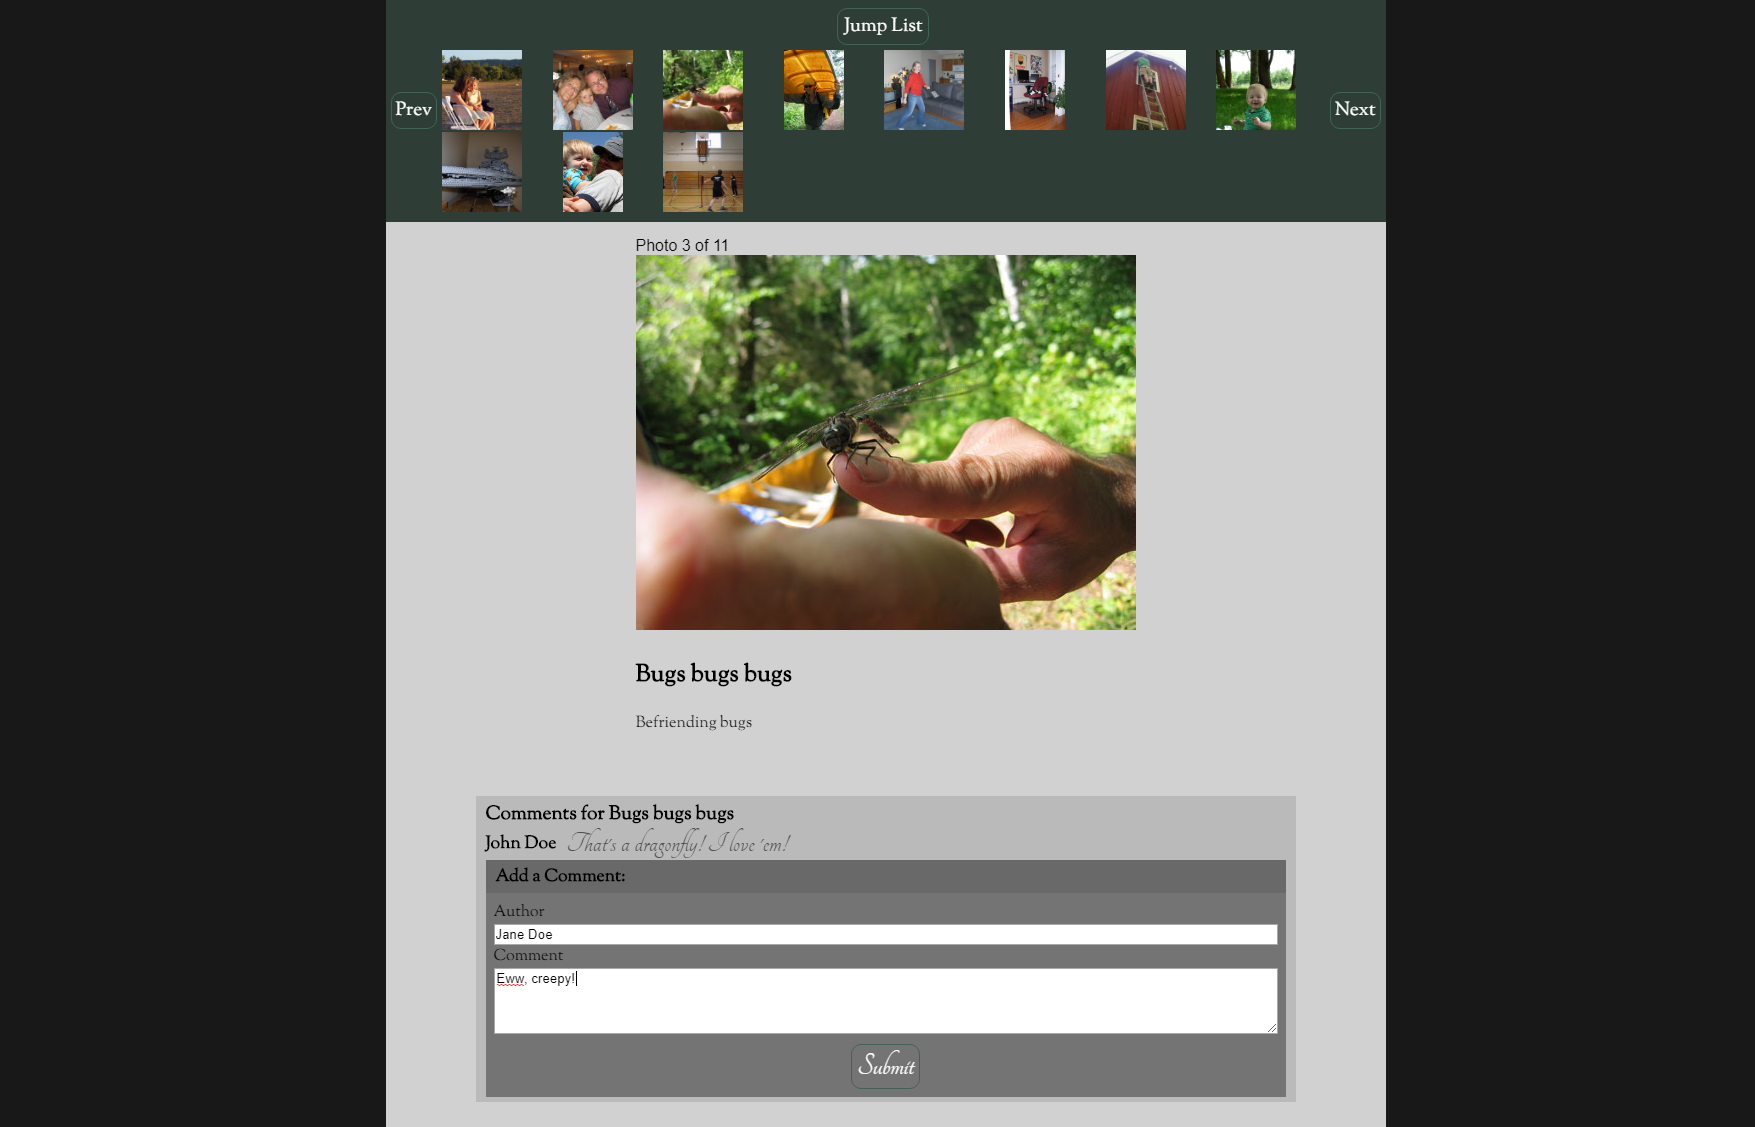 Jump List
Prev
Next
Photo 3 of 11
Bugs bugs bugs
Befriending bugs
Comments for Bugs bugs bugs
John Doe That's a dragonfly! I love 'em!
Add a Comment:
Author
Jane Doe
Comment
Eww, creepy!
Submit